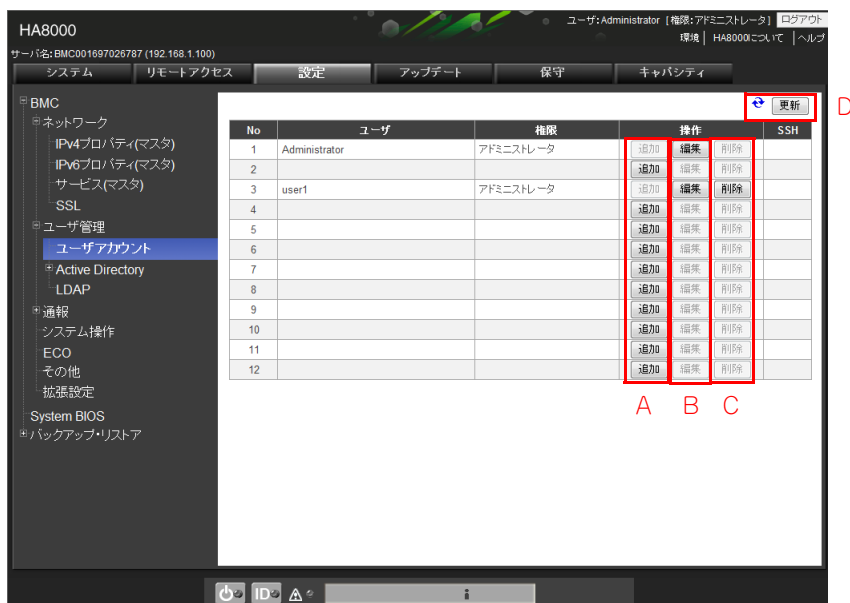 HA8000
ユーザ:Administrator [権限:アドミニストレータ] ログアウト
環境 | HA8000について | ヘルプ
サーバ名:BMC001697026787 (192.168.1.100)
システム リモートアクセス 設定 アップデート 保守 キャパシティ
BMC
ネットワーク
IPv4プロパティ(マスタ)
IPv6プロパティ(マスタ)
サービス(マスタ)
SSL
ユーザ管理
ユーザアカウント
Active Directory
LDAP
通報
システム操作
ECO
その他
拡張設定
System BIOS
バックアップ・リストア
更新
D
No ユーザ 権限 操作 SSH
1 Administrator アドミニストレータ 追加 編集 削除
2 追加 編集 削除
3 user1 アドミニストレータ 追加 編集 削除
4 追加 編集 削除
5 追加 編集 削除
6 追加 編集 削除
7 追加 編集 削除
8 追加 編集 削除
9 追加 編集 削除
10 追加 編集 削除
11 追加 編集 削除
12 追加 編集 削除
A B C
ID